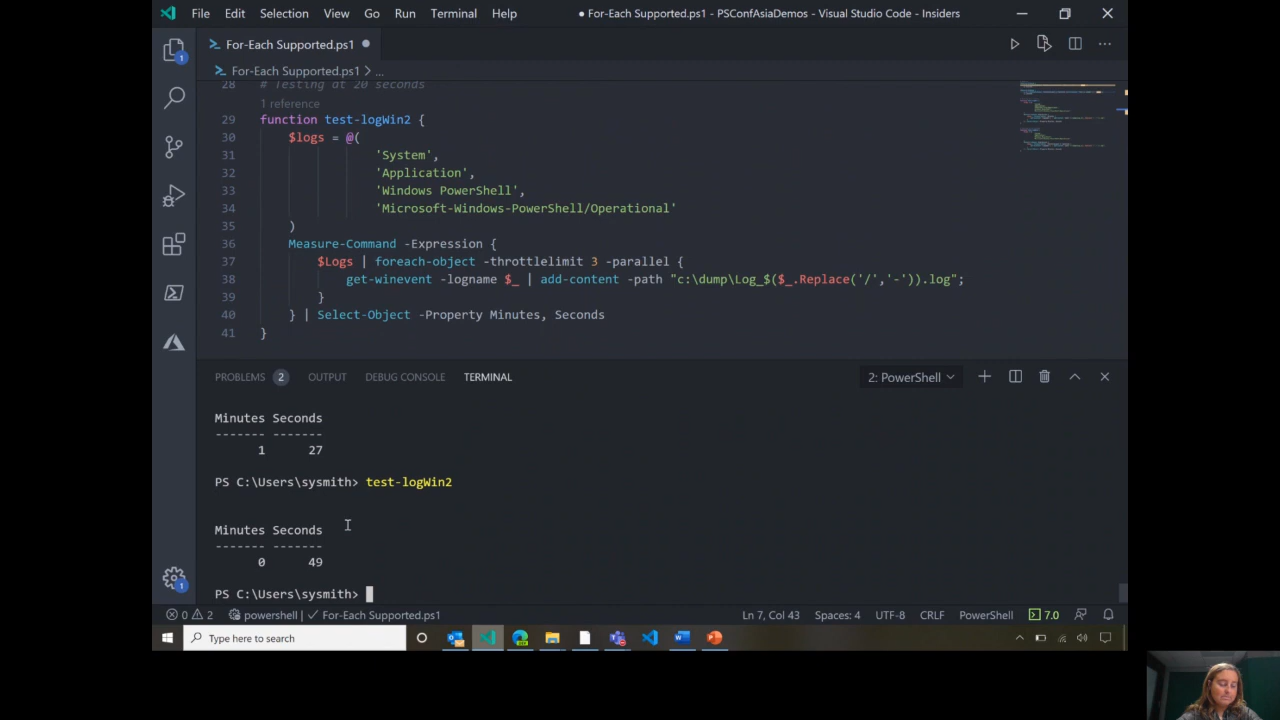 File Edit Selection View Go Run Terminal Help
● For-Each Supported.ps1 - PSConfAsiaDemos - Visual Studio Code - Insiders
For-Each Supported.ps1 ●
For-Each Supported.ps1 > ...
28 # Testing at 20 seconds
1 reference
29 function test-logWin2 {
30 $logs = @(
31 'System',
32 'Application',
33 'Windows PowerShell',
34 'Microsoft-Windows-PowerShell/Operational'
35 )
36 Measure-Command -Expression {
37 $Logs | foreach-object -throttlelimit 3 -parallel {
38 get-winevent -logname $_ | add-content -path "c:\dump\Log_$($_.Replace('/','-')).log";
39 }
40 } | Select-Object -Property Minutes, Seconds
41 }
PROBLEMS 2 OUTPUT DEBUG CONSOLE TERMINAL 2: PowerShell
Minutes Seconds
------- -------
1 27
PS C:\Users\sysmith> test-logWin2
Minutes Seconds
------- -------
0 49
PS C:\Users\sysmith>
0 2 powershell | ✓ For-Each Supported.ps1 Ln 7, Col 43 Spaces: 4 UTF-8 CRLF PowerShell 7.0
Type here to search